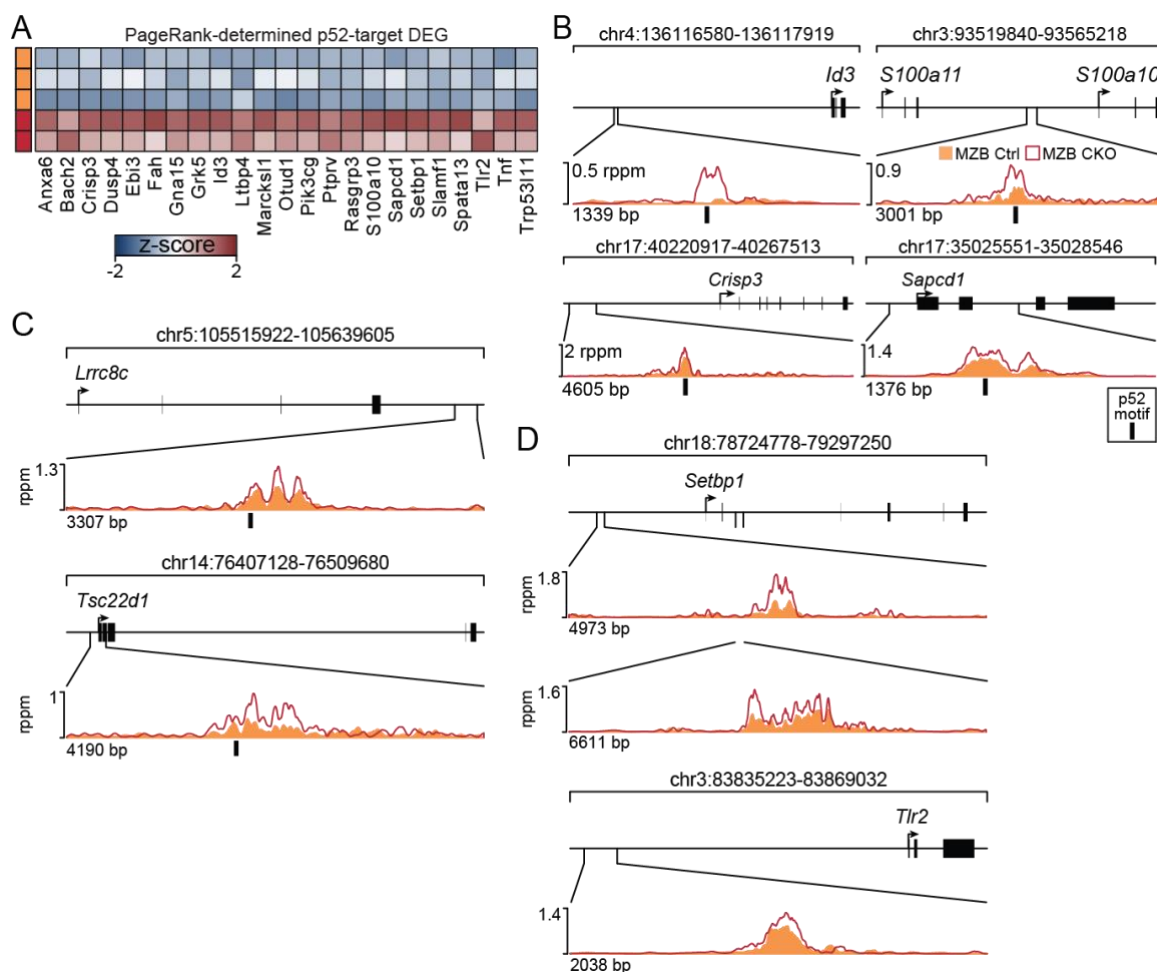 A
PageRank-determined p52-target DEG
Anxa6
Bach2
Crisp3
Dusp4
Ebi3
Fah
Gna15
Grk5
Id3
Ltbp4
Marcksl1
Otud1
Pik3cg
Ptprv
Rasgrp3
S100a10
Sapcd1
Setbp1
Slamf1
Spata13
Tlr2
Tnf
Trp53I11
z-score
-2 2
B
chr4:136116580-136117919
Id3
0.5 rppm
1339 bp
chr3:93519840-93565218
S100a11 S100a10
MZB Ctrl MZB CKO
0.9
3001 bp
chr17:40220917-40267513
Crisp3
2 rppm
4605 bp
chr17:35025551-35028546
Sapcd1
1.4
1376 bp
p52
motif
C
chr5:105515922-105639605
Lrrc8c
1.3
rppm
3307 bp
chr14:76407128-76509680
Tsc22d1
1
rppm
4190 bp
D
chr18:78724778-79297250
Setbp1
1.8
rppm
4973 bp
1.6
rppm
6611 bp
chr3:83835223-83869032
Tlr2
1.4
2038 bp